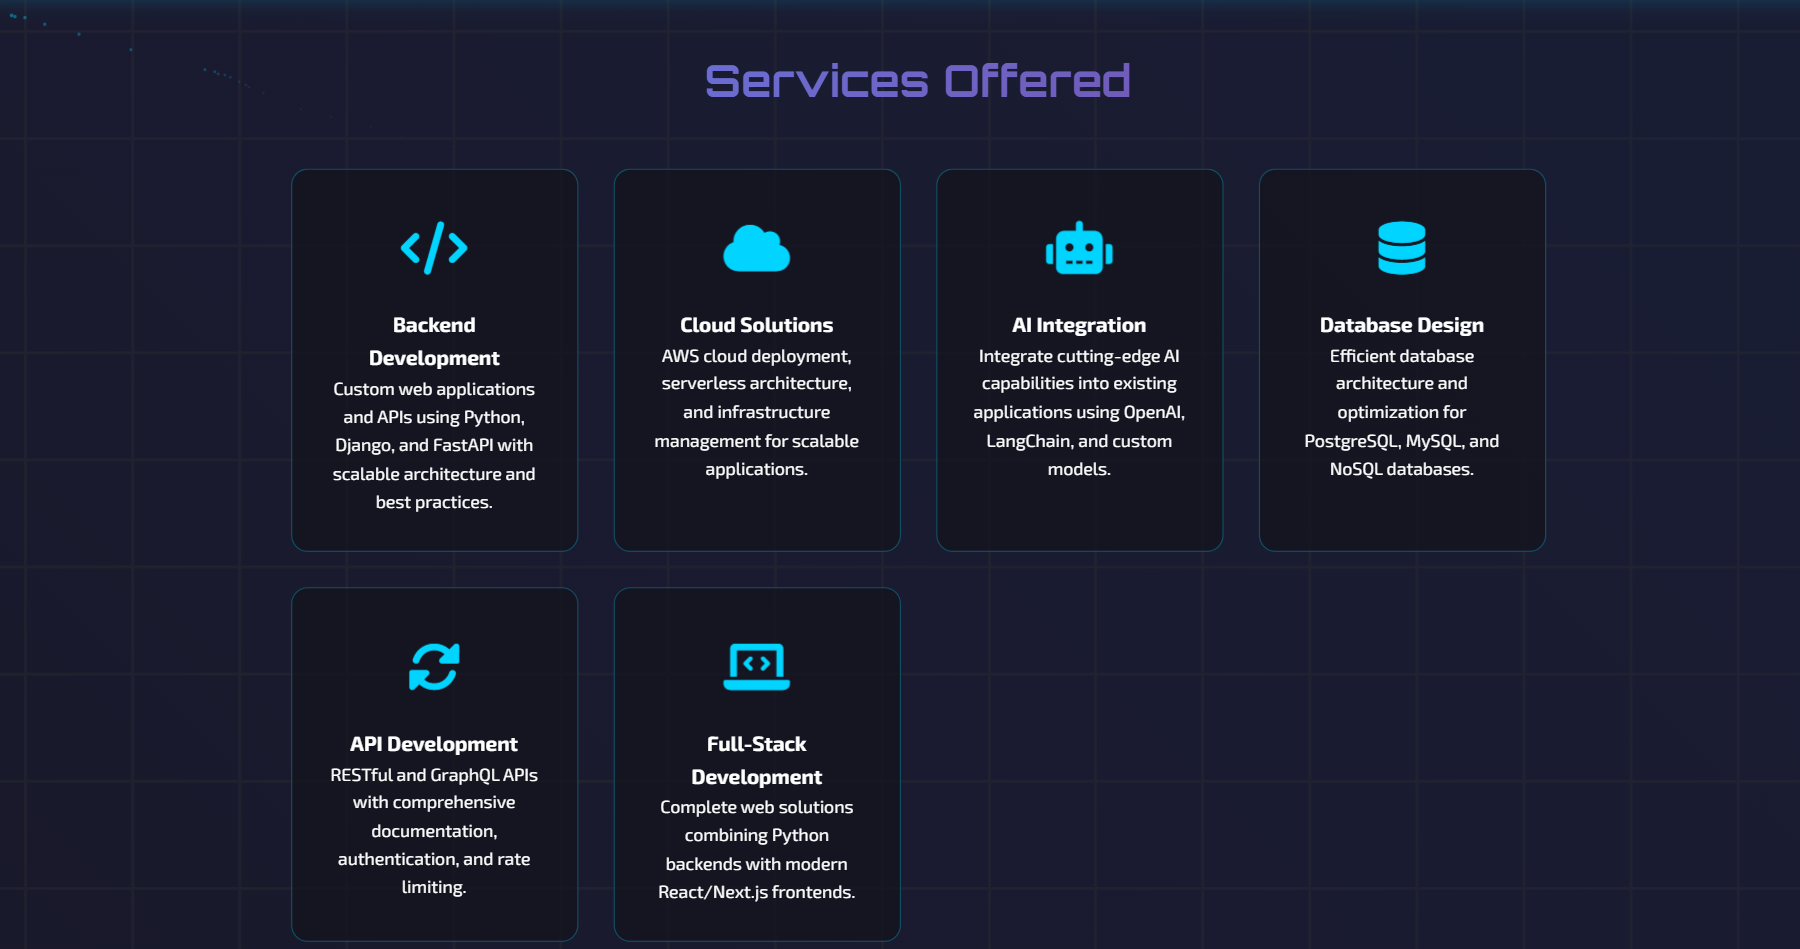 Services Offered
Backend
Development
Custom web applications
and APIs using Python,
Django, and FastAPI with
scalable architecture and
best practices.
Cloud Solutions
AWS cloud deployment,
serverless architecture,
and infrastructure
management for scalable
applications.
AI Integration
Integrate cutting-edge AI
capabilities into existing
applications using OpenAI,
LangChain, and custom
models.
Database Design
Efficient database
architecture and
optimization for
PostgreSQL, MySQL, and
NoSQL databases.
API Development
RESTful and GraphQL APIs
with comprehensive
documentation,
authentication, and rate
limiting.
Full-Stack
Development
Complete web solutions
combining Python
backends with modern
React/Next.js frontends.